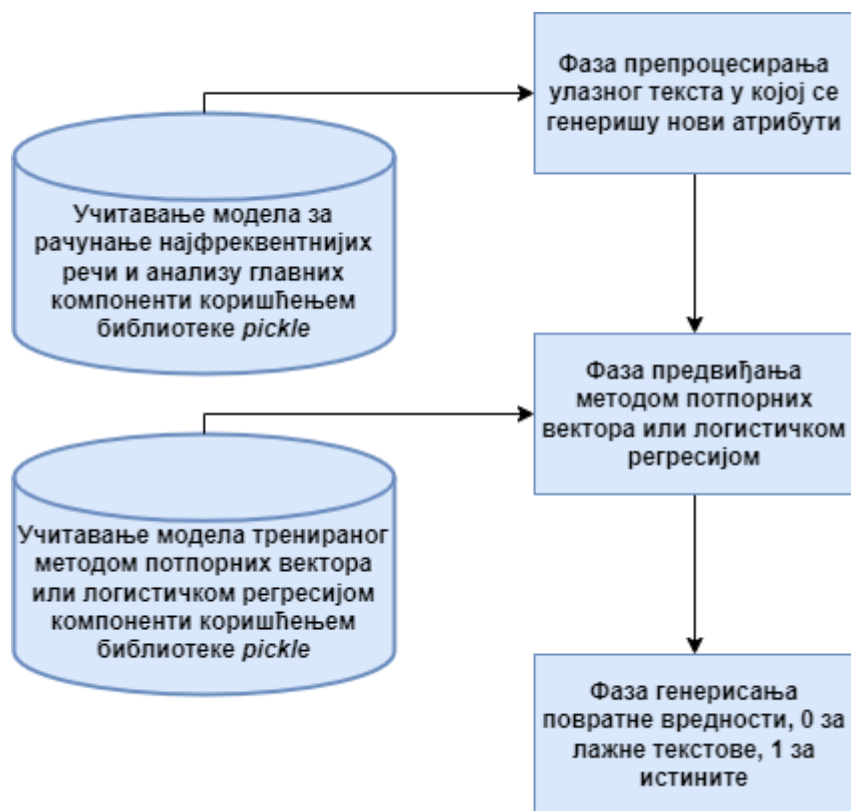 Фаза препроцесирања
улазног текста у којој се
генеришу нови атрибути
Учитавање модела за
рачунање најфреквентнијих
речи и анализу главних
компоненти коришћењем
библиотеке pickle
Фаза предвиђања
методом потпорних
вектора или логистичком
регресијом
Учитавање модела тренираног
методом потпорних вектора
или логистичком регресијом
компоненти коришћењем
библиотеке pickle
Фаза генерисања
повратне вредности, 0 за
лажне текстове, 1 за
истините